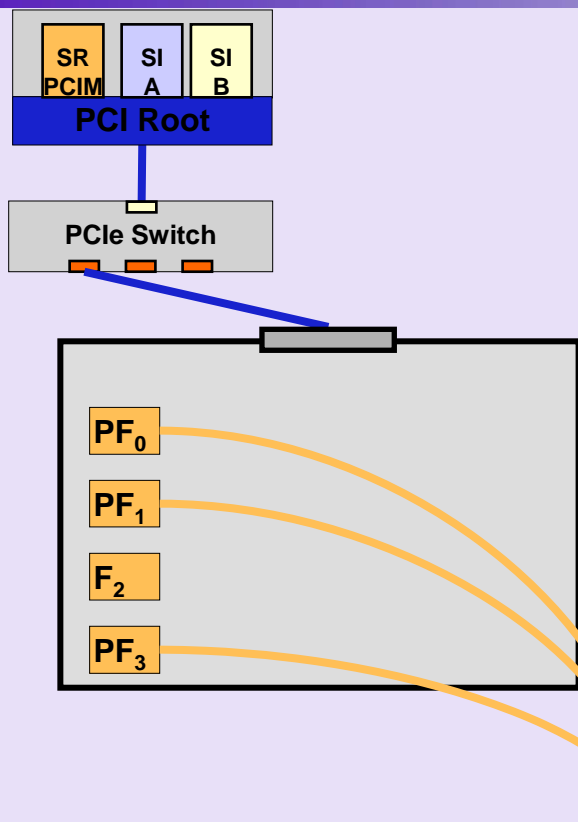 SR PCIM
SI A
SI B
PCI Root
PCIe Switch
PF₀
PF₁
F₂
PF₃